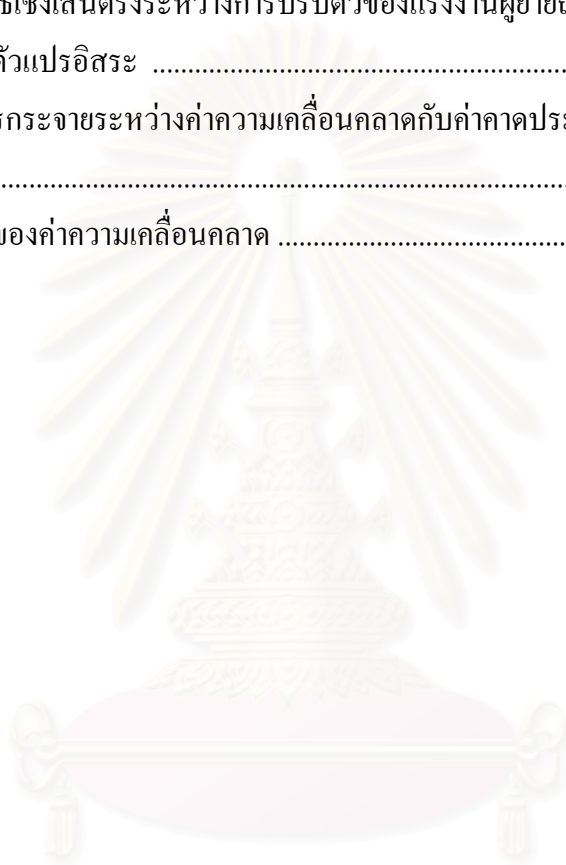 ธ์เชิงเส้นตรงระหว่างการปรับตัวของแรงงานผู้ย้าย
ตัวแปรอิสระ ....................................................................
รกระจายระหว่างค่าความเคลื่อนคลาดกับค่าคาดประ
....................................................................................................
ของค่าความเคลื่อนคลาด ...............................................